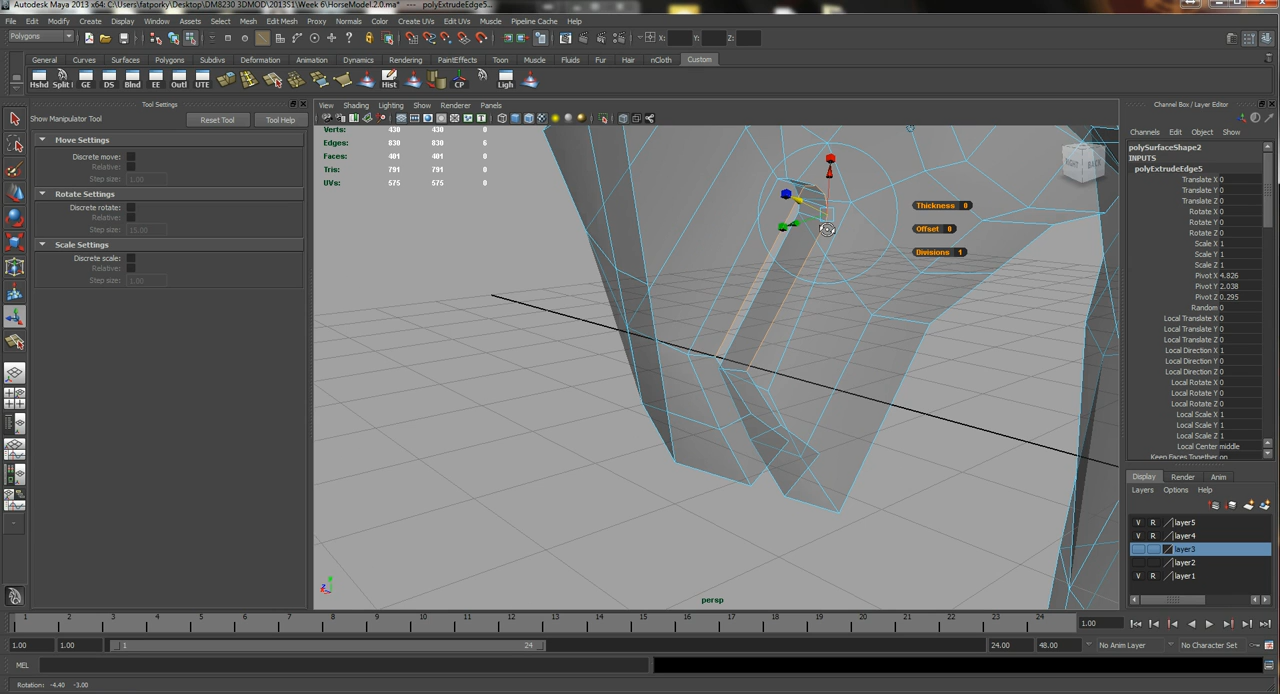 Autodesk Maya 2013 x64: C:\Users\fatporky\Desktop\DM8230 3DMOD\2013S1\Week 6\HorseModel.2.0.ma* --- polyExtrudeEdge5...
File Edit Modify Create Display Window Assets Select Mesh Edit Mesh Proxy Normals Color Create UVs Edit UVs Muscle Pipeline Cache Help
Polygons X: Y: Z:
General Curves Surfaces Polygons Subdivs Deformation Animation Dynamics Rendering PaintEffects Toon Muscle Fluids Fur Hair nCloth Custom
Hshd Split GE DS Blnd EE Outl UTE Hist CP Ligh
Tool Settings
Show Manipulator Tool Reset Tool Tool Help
Move Settings
Discrete move:
Relative:
Step size: 1.00
Rotate Settings
Discrete rotate:
Relative:
Step size: 15.00
Scale Settings
Discrete scale:
Relative:
Step size: 1.00
View Shading Lighting Show Renderer Panels
Verts: 430 430 0
Edges: 830 830 6
Faces: 401 401 0
Tris: 791 791 0
UVs: 575 575 0
RIGHT BACK
Thickness 0
Offset 0
Divisions 1
persp
Channel Box / Layer Editor
Channels Edit Object Show
polySurfaceShape2
INPUTS
polyExtrudeEdge5
Translate X 0
Translate Y 0
Translate Z 0
Rotate X 0
Rotate Y 0
Rotate Z 0
Scale X 1
Scale Y 1
Scale Z 1
Pivot X 4.826
Pivot Y 2.038
Pivot Z 0.295
Random 0
Local Translate X 0
Local Translate Y 0
Local Translate Z 0
Local Direction X 1
Local Direction Y 0
Local Direction Z 0
Local Rotate X 0
Local Rotate Y 0
Local Rotate Z 0
Local Scale X 1
Local Scale Y 1
Local Scale Z 1
Local Center middle
Keep Faces Together on
Display Render Anim
Layers Options Help
V R layer5
V R layer4
layer3
layer2
V R layer1
1 2 3 4 5 6 7 8 9 10 11 12 13 14 15 16 17 18 19 20 21 22 23 24 1.00
1.00 1.00 1 24 24.00 48.00 No Anim Layer No Character Set
MEL
Rotation: -4.40 -3.00